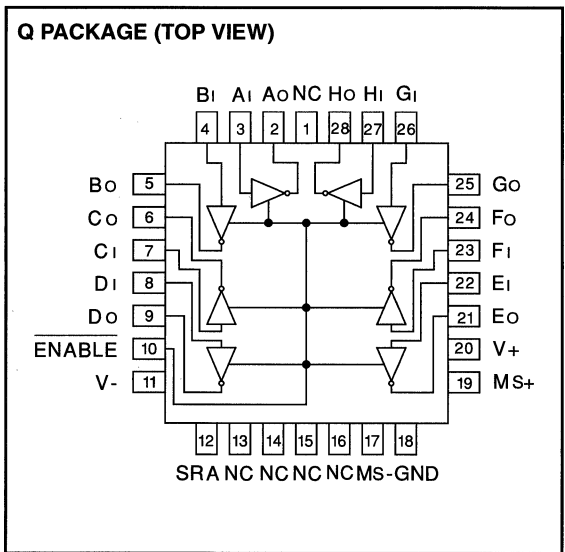 Q PACKAGE (TOP VIEW)
BI AI AO NC HO HI GI
4 3 2 1 28 27 26
BO 5 25 GO
CO 6 24 FO
CI 7 23 FI
DI 8 22 EI
DO 9 21 EO
ENABLE 10 20 V+
V- 11 19 MS+
12 13 14 15 16 17 18
SRA NC NC NC NC MS- GND